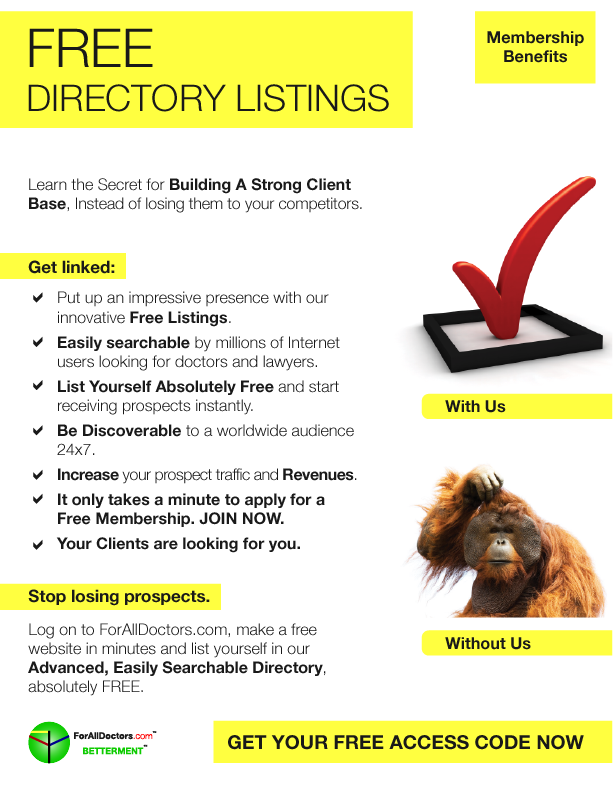 FREE
DIRECTORY LISTINGS
Membership
Benefits
Learn the Secret for Building A Strong Client
Base, Instead of losing them to your competitors.
Get linked:
Put up an impressive presence with our
innovative Free Listings.
Easily searchable by millions of Internet
users looking for doctors and lawyers.
List Yourself Absolutely Free and start
receiving prospects instantly.
Be Discoverable to a worldwide audience
24x7.
Increase your prospect traffic and Revenues.
It only takes a minute to apply for a
Free Membership. JOIN NOW.
Your Clients are looking for you.
With Us
Without Us
Stop losing prospects.
Log on to ForAllDoctors.com, make a free
website in minutes and list yourself in our
Advanced, Easily Searchable Directory,
absolutely FREE.
ForAllDoctors.com™
BETTERMENT™
GET YOUR FREE ACCESS CODE NOW